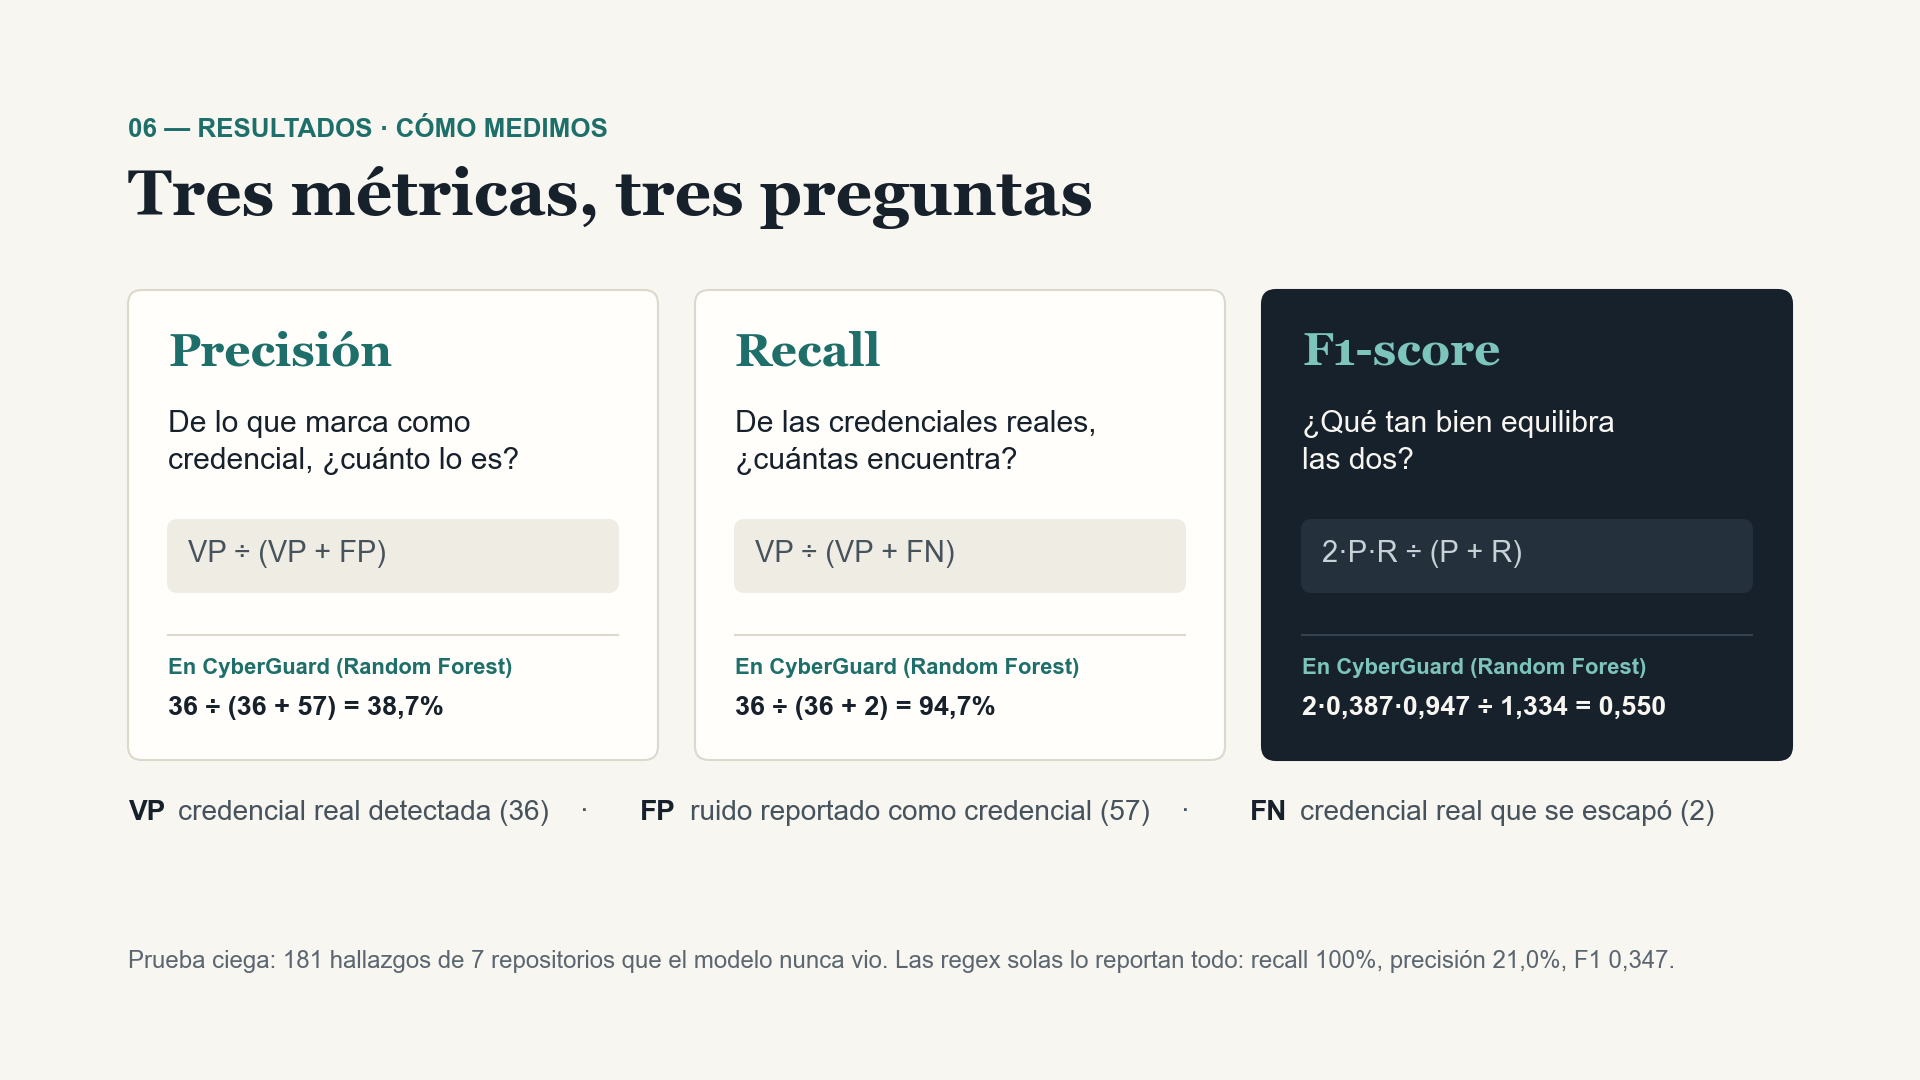 06 — RESULTADOS · CÓMO MEDIMOS
Tres métricas, tres preguntas
Precisión
De lo que marca como
credencial, ¿cuánto lo es?
VP ÷ (VP + FP)
En CyberGuard (Random Forest)
36 ÷ (36 + 57) = 38,7%
Recall
De las credenciales reales,
¿cuántas encuentra?
VP ÷ (VP + FN)
En CyberGuard (Random Forest)
36 ÷ (36 + 2) = 94,7%
F1-score
¿Qué tan bien equilibra
las dos?
2·P·R ÷ (P + R)
En CyberGuard (Random Forest)
2·0,387·0,947 ÷ 1,334 = 0,550
VP credencial real detectada (36) · FP ruido reportado como credencial (57) · FN credencial real que se escapó (2)
Prueba ciega: 181 hallazgos de 7 repositorios que el modelo nunca vio. Las regex solas lo reportan todo: recall 100%, precisión 21,0%, F1 0,347.